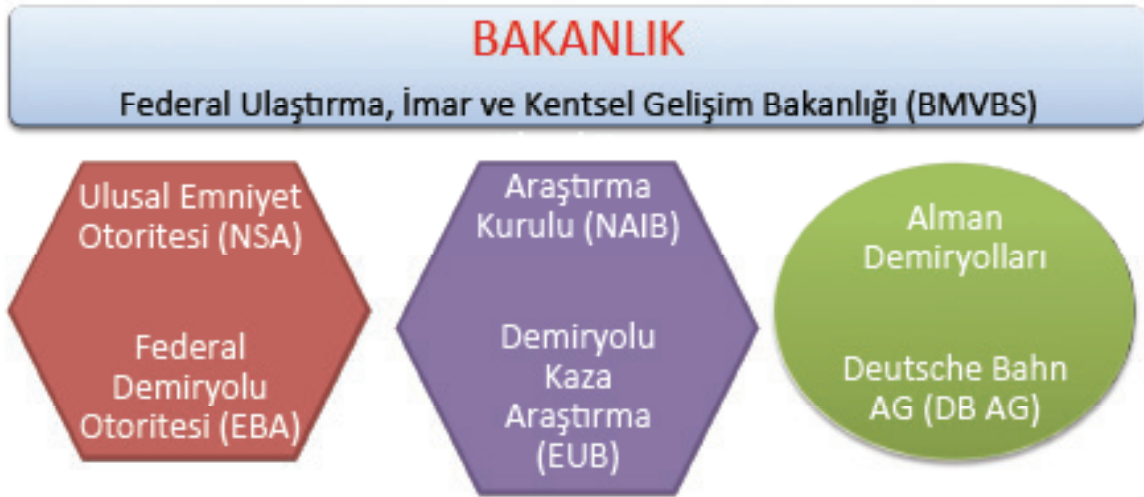 BAKANLIK
Federal Ulaştırma, İmar ve Kentsel Gelişim Bakanlığı (BMVBS)
Ulusal Emniyet
Otoritesi (NSA)
Federal
Demiryolu
Otoritesi (EBA)
Araştırma
Kurulu (NAIB)
Demiryolu
Kaza
Araştırma
(EUB)
Alman
Demiryolları
Deutsche Bahn
AG (DB AG)